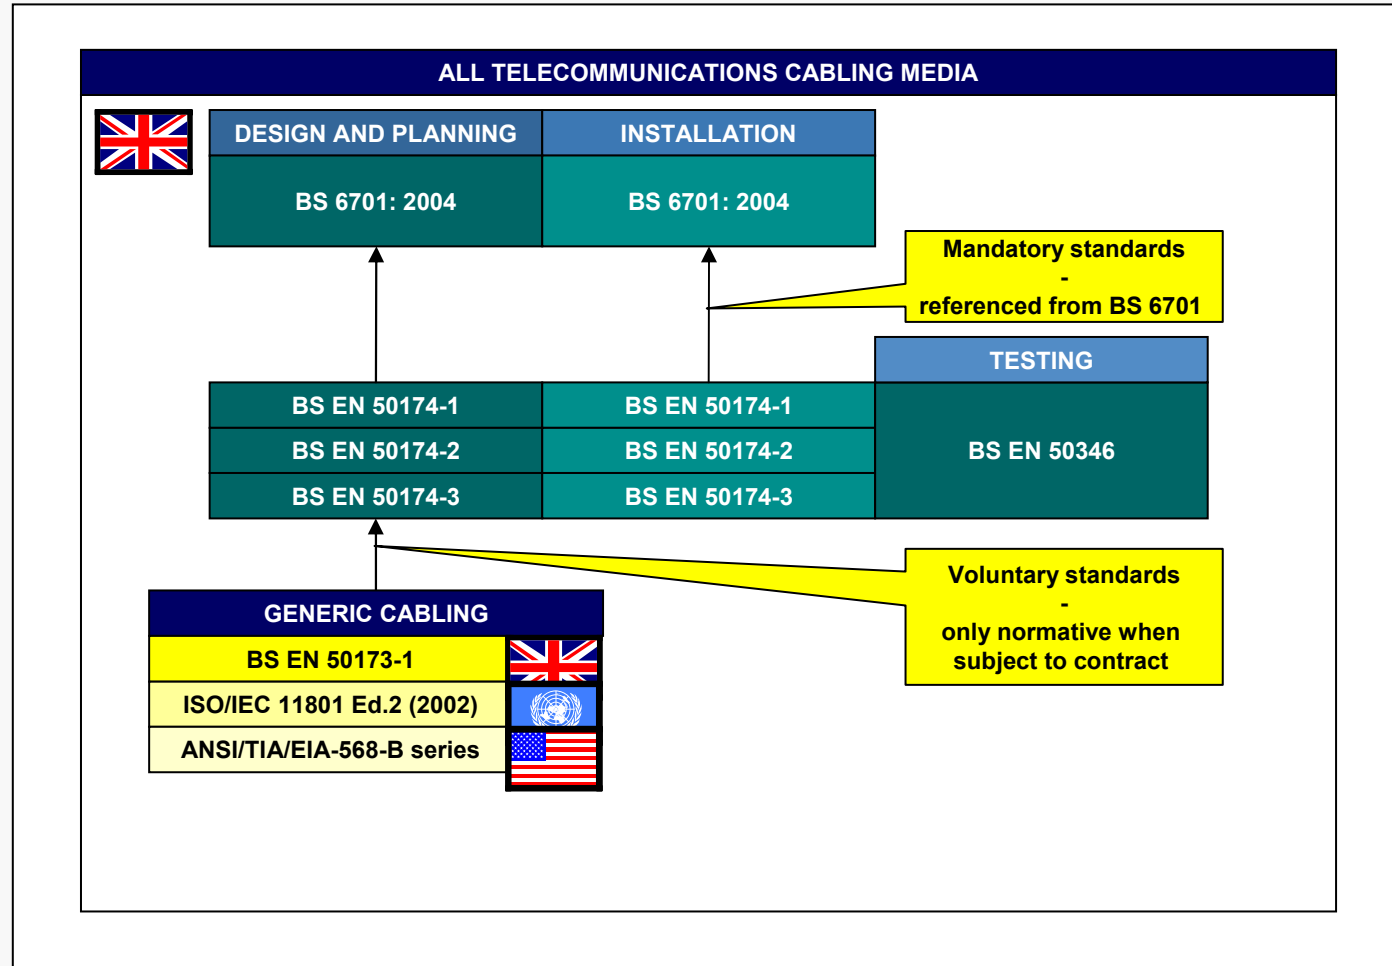 ALL TELECOMMUNICATIONS CABLING MEDIA
DESIGN AND PLANNING
INSTALLATION
BS 6701: 2004
BS 6701: 2004
Mandatory standards
-
referenced from BS 6701
TESTING
BS EN 50174-1
BS EN 50174-1
BS EN 50174-2
BS EN 50174-2
BS EN 50346
BS EN 50174-3
BS EN 50174-3
Voluntary standards
-
only normative when
subject to contract
GENERIC CABLING
BS EN 50173-1
ISO/IEC 11801 Ed.2 (2002)
ANSI/TIA/EIA-568-B series